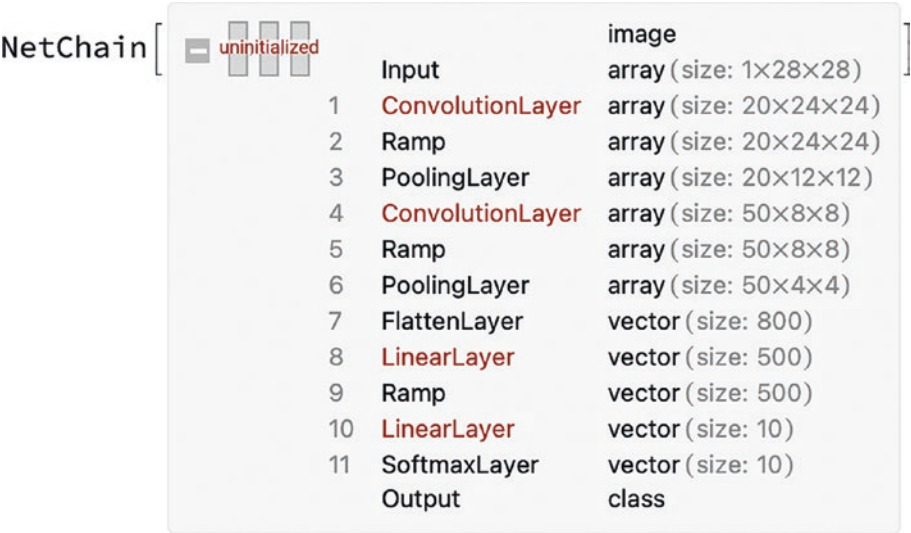 image
NetChain[ uninitialized ]
Input array (size: 1×28×28)
1 ConvolutionLayer array (size: 20×24×24)
2 Ramp array (size: 20×24×24)
3 PoolingLayer array (size: 20×12×12)
4 ConvolutionLayer array (size: 50×8×8)
5 Ramp array (size: 50×8×8)
6 PoolingLayer array (size: 50×4×4)
7 FlattenLayer vector (size: 800)
8 LinearLayer vector (size: 500)
9 Ramp vector (size: 500)
10 LinearLayer vector (size: 10)
11 SoftmaxLayer vector (size: 10)
Output class